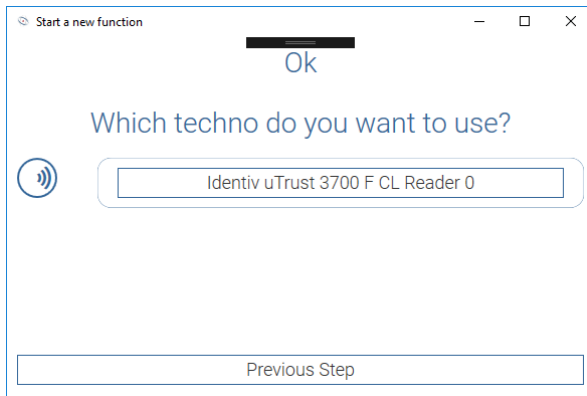 Start a new function
Ok
Which techno do you want to use?
Identiv uTrust 3700 F CL Reader 0
Previous Step